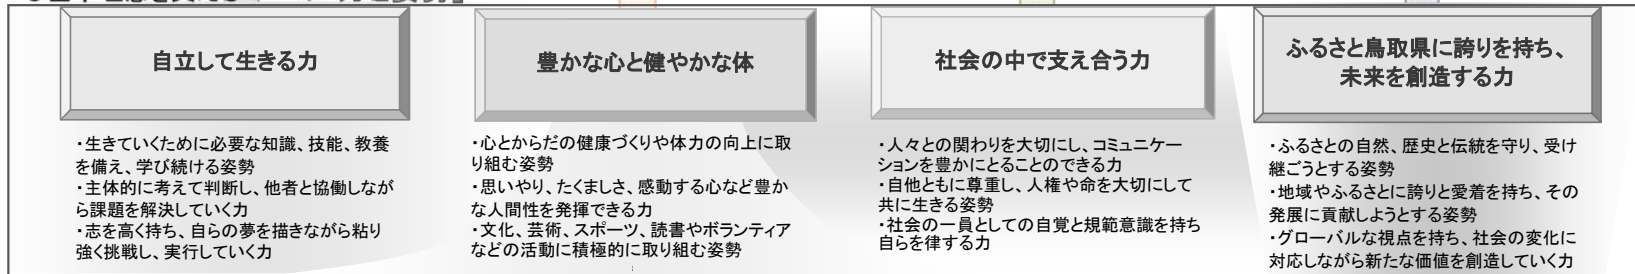 自立して生きる力
・生きていくために必要な知識、技能、教養
を備え、学び続ける姿勢
・主体的に考えて判断し、他者と協働しなが
ら課題を解決していく力
・志を高く持ち、自らの夢を描きながら粘り
強く挑戦し、実行していく力
豊かな心と健やかな体
・心とからだの健康づくりや体力の向上に取
り組む姿勢
・思いやり、たくましさ、感動する心など豊か
な人間性を発揮できる力
・文化、芸術、スポーツ、読書やボランティア
などの活動に積極的に取り組む姿勢
社会の中で支え合う力
・人々との関わりを大切にし、コミュニケー
ションを豊かにとることのできる力
・自他ともに尊重し、人権や命を大切にして
共に生きる姿勢
・社会の一員としての自覚と規範意識を持ち
自らを律する力
ふるさと鳥取県に誇りを持ち、
未来を創造する力
・ふるさとの自然、歴史と伝統を守り、受け
継ごうとする姿勢
・地域やふるさとに誇りと愛着を持ち、その
発展に貢献しようとする姿勢
・グローバルな視点を持ち、社会の変化に
対応しながら新たな価値を創造していく力